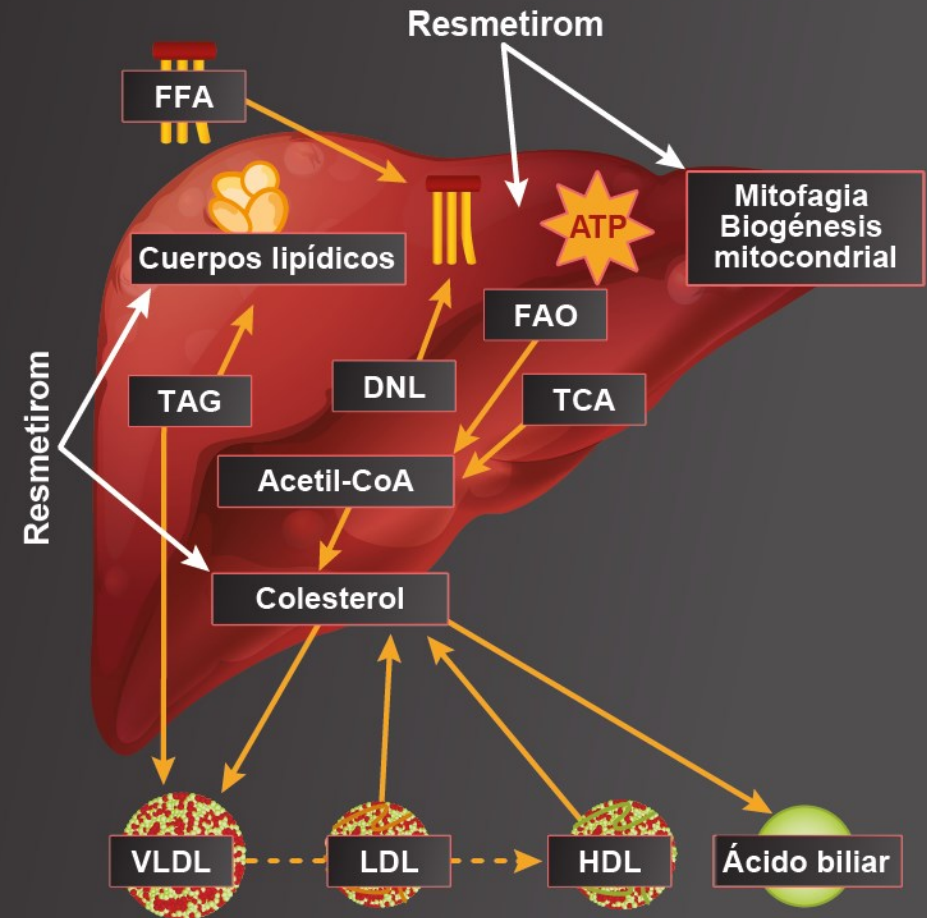 Resmetirom
FFA
ATP
Mitofagia
Biogénesis
mitocondrial
Cuerpos lipídicos
FAO
Resmetirom
TAG
DNL
TCA
Acetil-CoA
Colesterol
VLDL
LDL
HDL
Ácido biliar